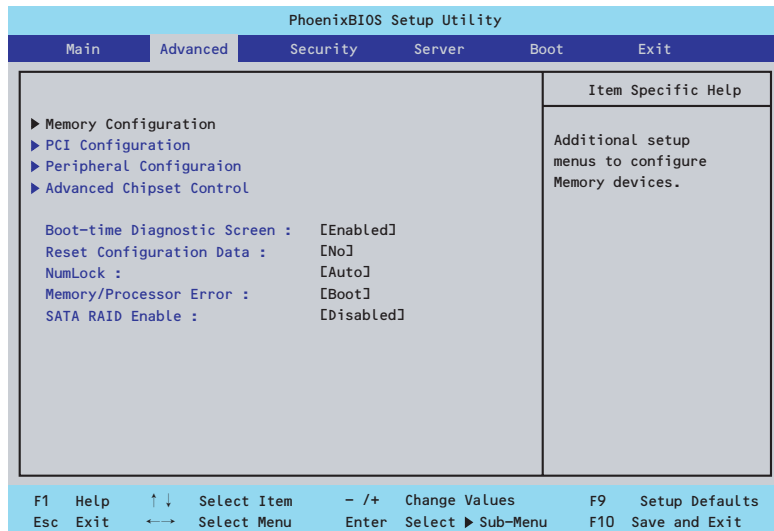 PhoenixBIOS Setup Utility
Main Advanced Security Server Boot Exit
Item Specific Help
▶ Memory Configuration
▶ PCI Configuration
▶ Peripheral Configuraion
▶ Advanced Chipset Control
Additional setup
menus to configure
Memory devices.
Boot-time Diagnostic Screen : [Enabled]
Reset Configuration Data : [No]
NumLock : [Auto]
Memory/Processor Error : [Boot]
SATA RAID Enable : [Disabled]
F1 Help ↑↓ Select Item - /+ Change Values F9 Setup Defaults
Esc Exit ←→ Select Menu Enter Select ▶ Sub-Menu F10 Save and Exit